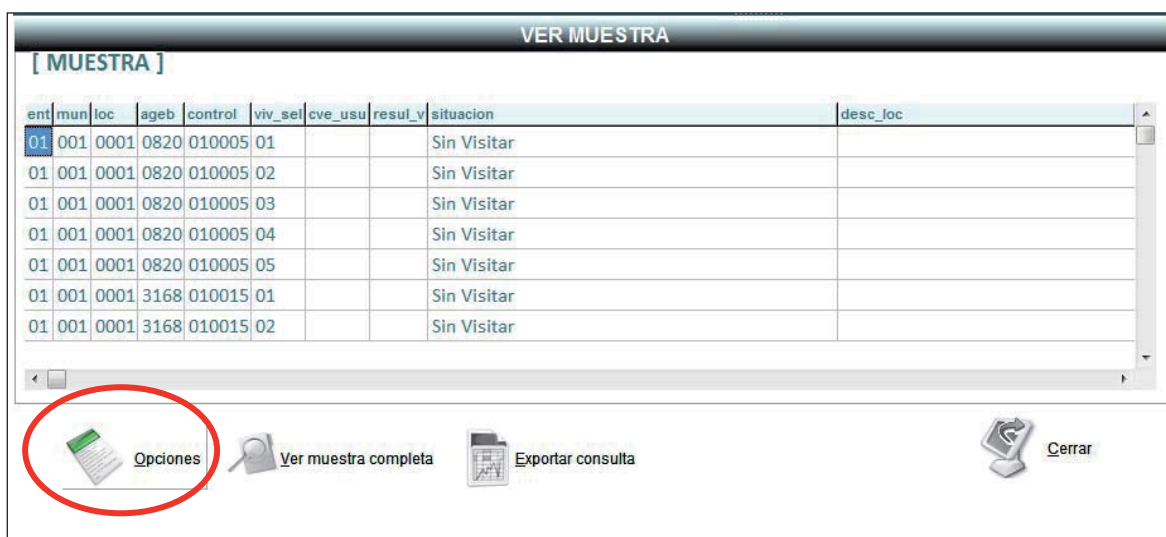 VER MUESTRA
[ MUESTRA ]
ent mun loc ageb control viv_sel cve_usu resul_v situacion desc_loc
01 001 0001 0820 010005 01 Sin Visitar
01 001 0001 0820 010005 02 Sin Visitar
01 001 0001 0820 010005 03 Sin Visitar
01 001 0001 0820 010005 04 Sin Visitar
01 001 0001 0820 010005 05 Sin Visitar
01 001 0001 3168 010015 01 Sin Visitar
01 001 0001 3168 010015 02 Sin Visitar
Opciones Ver muestra completa Exportar consulta Cerrar